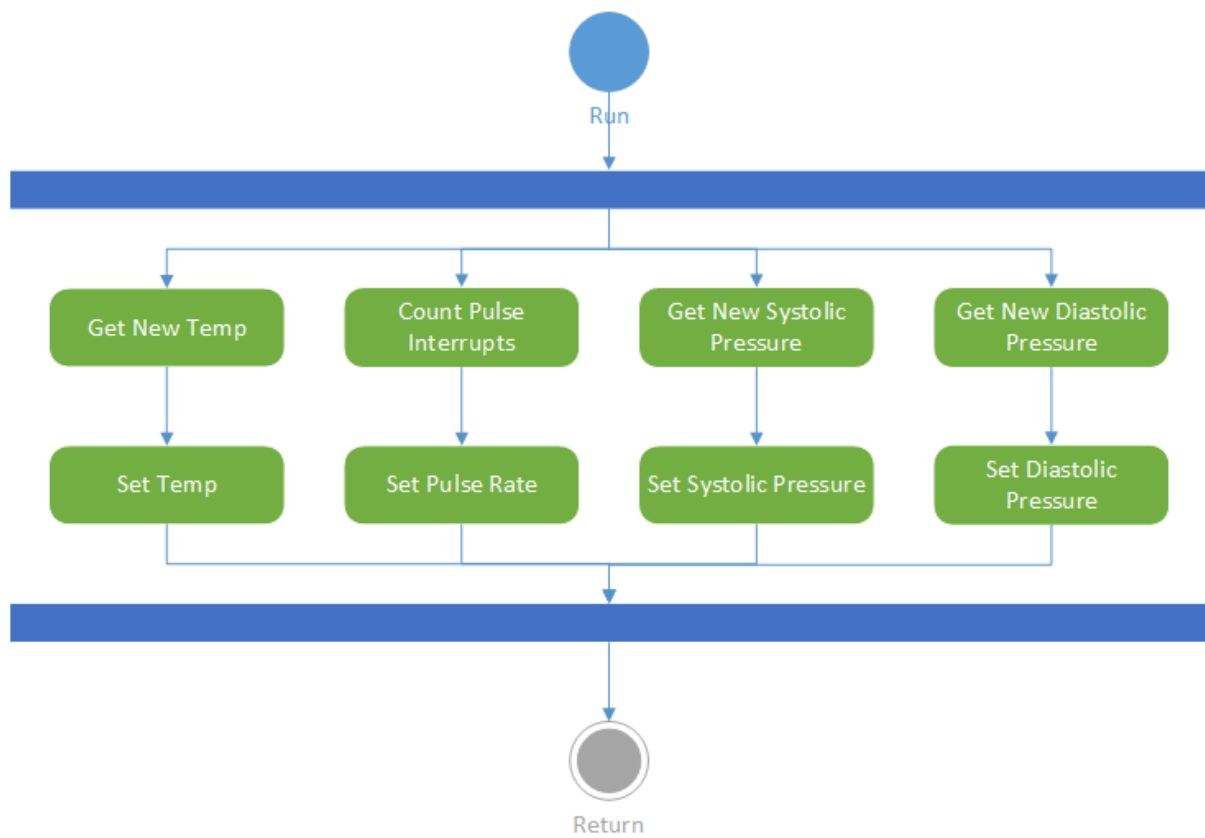 Run
Get New Temp
Count Pulse
Interrupts
Get New Systolic
Pressure
Get New Diastolic
Pressure
Set Temp
Set Pulse Rate
Set Systolic Pressure
Set Diastolic
Pressure
Return